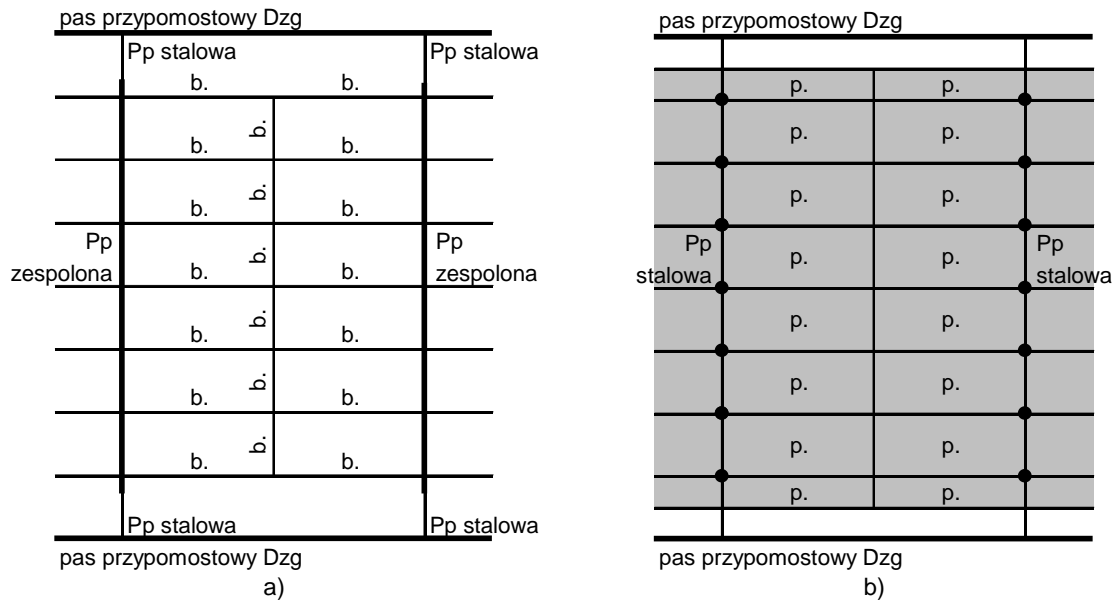 pas przypomostowy Dzg
Pp stalowa Pp stalowa
b. b.
b.
b. b.
b.
b. b.
Pp
zespolona
b.
Pp
zespolona
b. b.
b.
b. b.
b.
b. b.
b.
b. b.
Pp stalowa Pp stalowa
pas przypomostowy Dzg
a)
pas przypomostowy Dzg
p. p.
p. p.
p. p.
Pp
stalowa
p. p.
Pp
stalowa
p. p.
p. p.
p. p.
p. p.
pas przypomostowy Dzg
b)